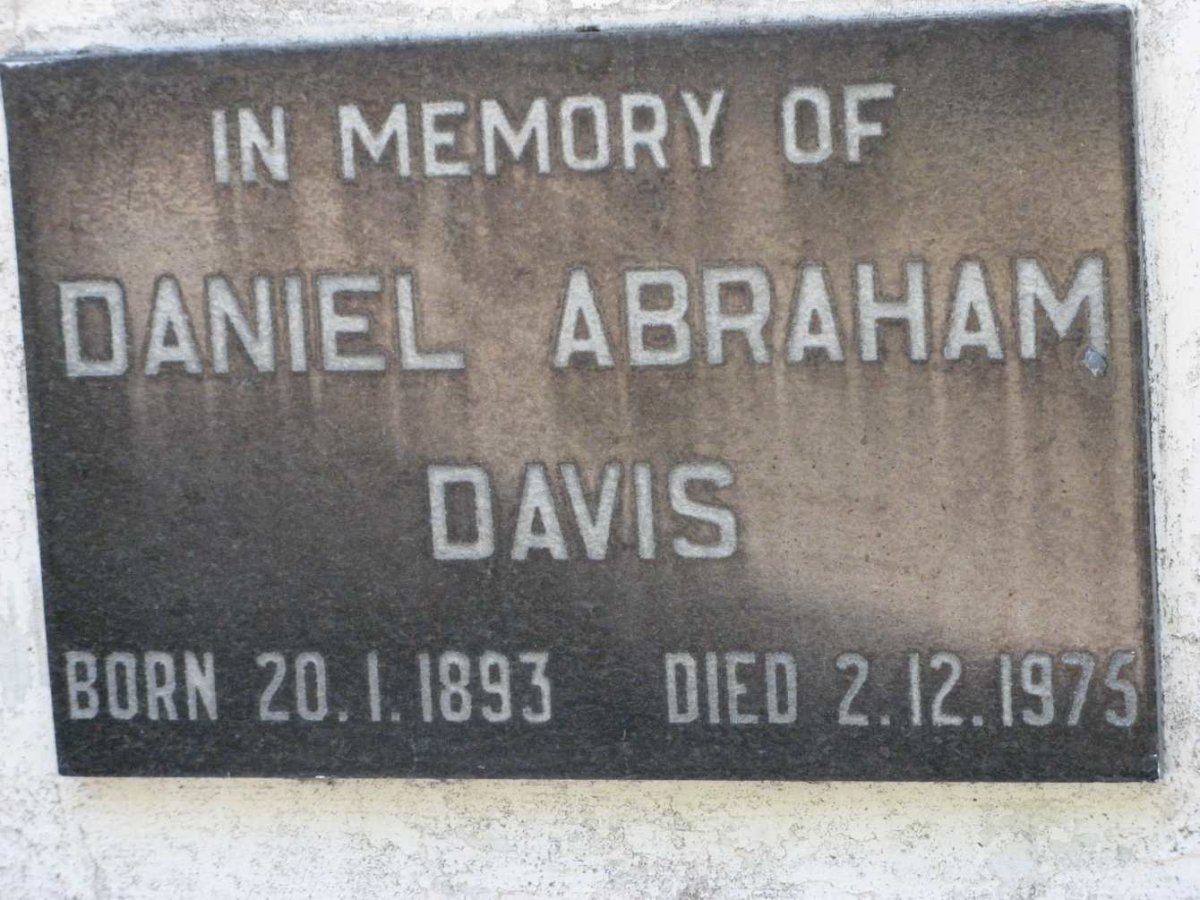 IN MEMORY OF
DANIEL ABRAHAM
DAVIS
BORN 20.1.1893 DIED 2.12.1975